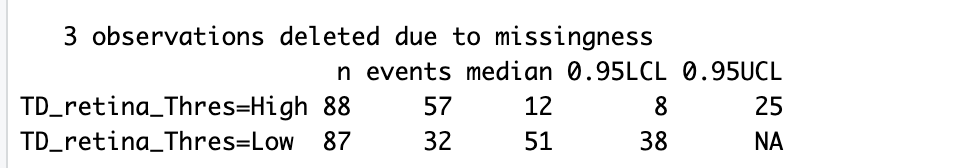 3 observations deleted due to missingness
n events median 0.95LCL 0.95UCL
TD_retina_Thres=High 88 57 12 8 25
TD_retina_Thres=Low 87 32 51 38 NA